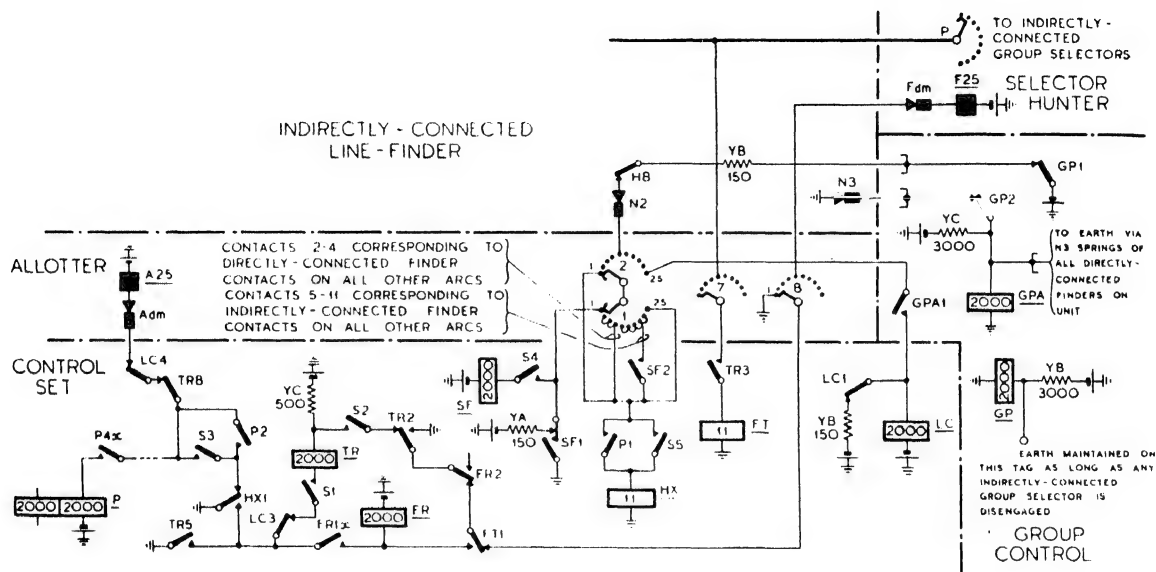 P
TO INDIRECTLY-
CONNECTED
GROUP SELECTORS
Fdm
F25
SELECTOR
HUNTER
INDIRECTLY-CONNECTED
LINE-FINDER
YB
150
HB
N2
N3
GP1
GP2
YC
3000
TO EARTH VIA
N3 SPRINGS OF
ALL DIRECTLY-
CONNECTED
FINDERS ON
UNIT
2000
GPA
ALLOTTER
A25
Adm
CONTACTS 2-4 CORRESPONDING TO
DIRECTLY-CONNECTED FINDER
CONTACTS ON ALL OTHER ARCS
CONTACTS 5-11 CORRESPONDING TO
INDIRECTLY-CONNECTED FINDER
CONTACTS ON ALL OTHER ARCS
1
2
25
1
1
25
7
1
8
GPA1
CONTROL
SET
LC4
TR8
YC
500
S2
TR2
2000
SF
S4
SF2
TR3
LC1
YB
150
2000
LC
2000
GP
YB
3000
P4x
S3
P2
2000
TR
YA
150
SF1
P1
S5
11
FT
EARTH MAINTAINED ON
THIS TAG AS LONG AS ANY
INDIRECTLY-CONNECTED
GROUP SELECTOR IS
DISENGAGED
2000
2000
P
HX1
S1
FR2
11
HX
TR5
LC3
FR1x
2000
FR
FT1
GROUP
CONTROL